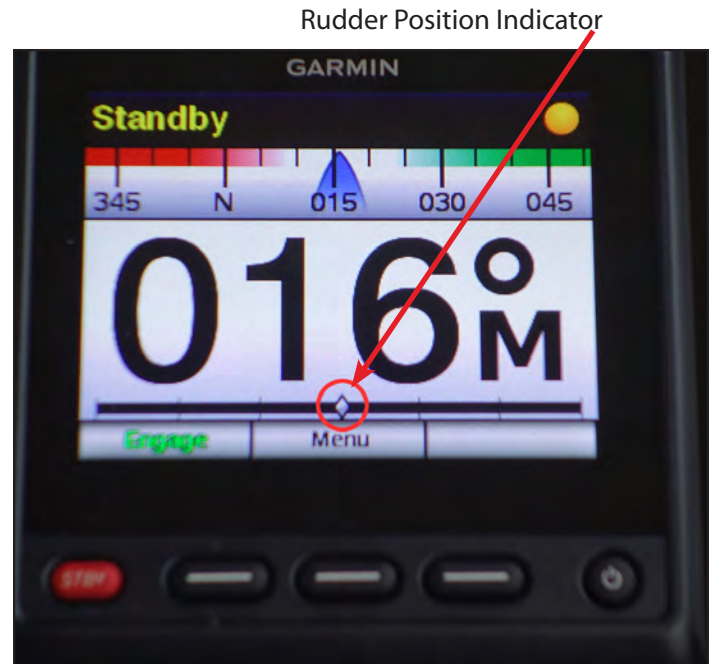 Rudder Position Indicator
GARMIN
Standby
345 N 015 030 045
016°M
Engage Menu
STBY